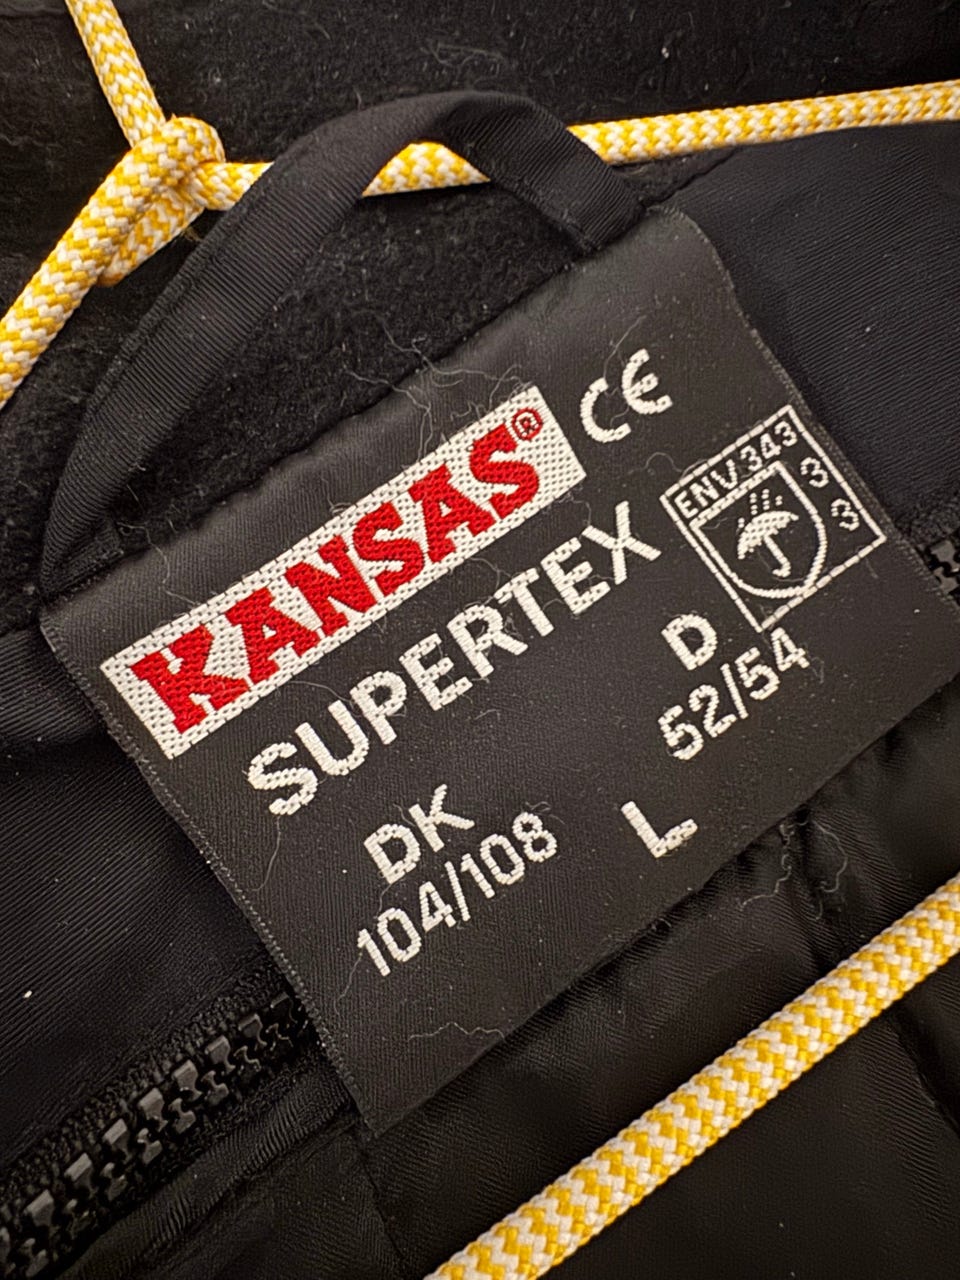 CE
KANSAS®
SUPERTEX
ENV 343
3
3
DK
104/108
D
52/54
L